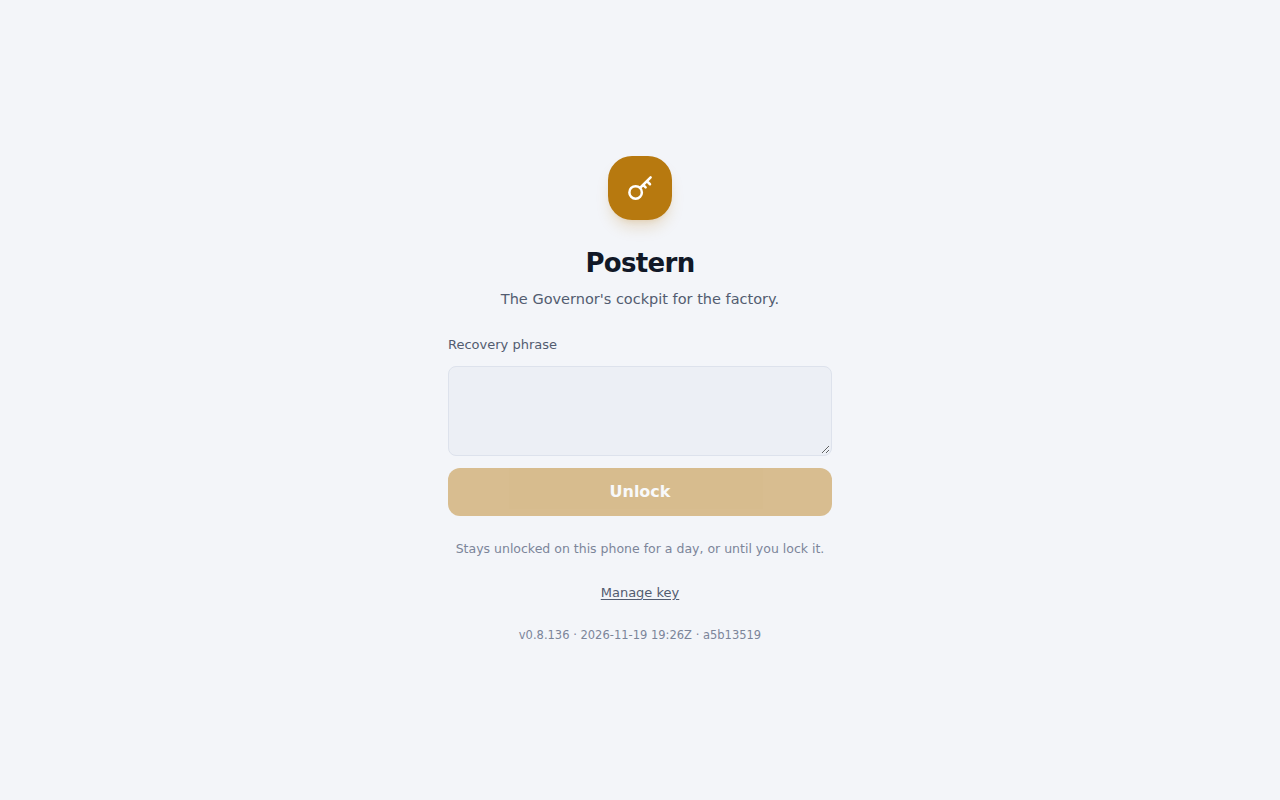 Postern
The Governor's cockpit for the factory.
Recovery phrase
Unlock
Stays unlocked on this phone for a day, or until you lock it.
Manage key
v0.8.136 · 2026-11-19 19:26Z · a5b13519